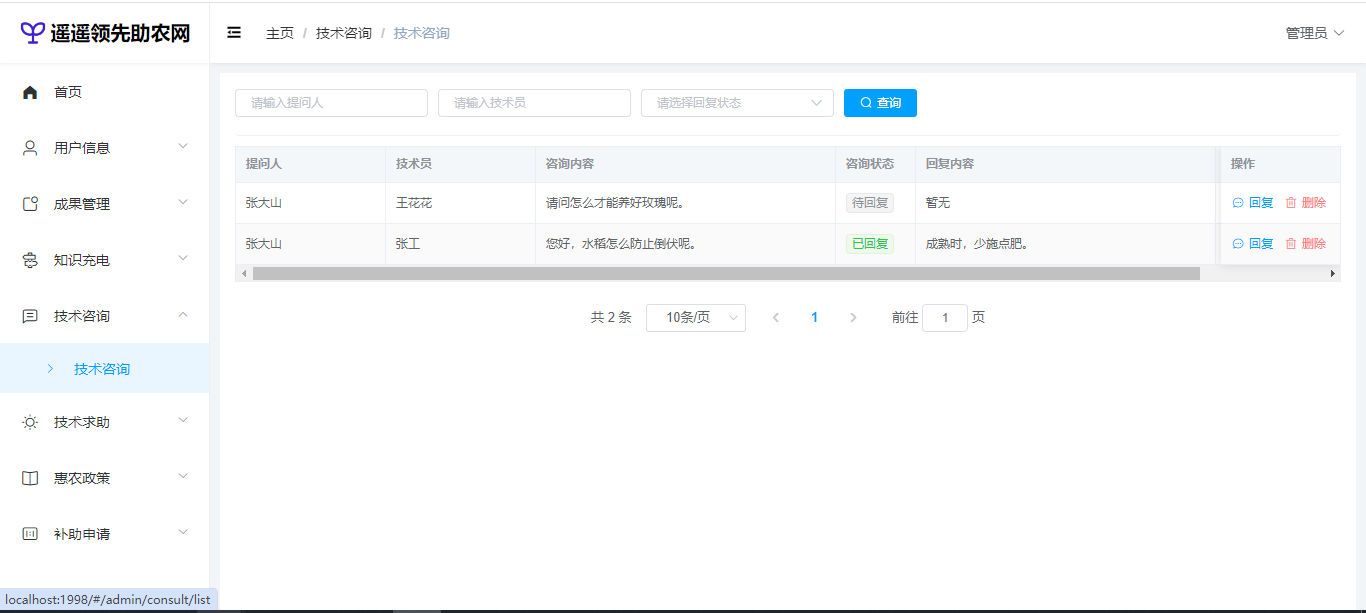 遥遥领先助农网
主页 / 技术咨询 / 技术咨询
管理员
首页
用户信息
成果管理
知识充电
技术咨询
技术咨询
技术求助
惠农政策
补助申请
请输入提问人 请输入技术员 请选择回复状态 查询
提问人 技术员 咨询内容 咨询状态 回复内容 操作
张大山 王花花 请问怎么才能养好玫瑰呢。 待回复 暂无 回复 删除
张大山 张工 您好，水稻怎么防止倒伏呢。 已回复 成熟时，少施点肥。 回复 删除
共 2 条 10条/页 1 前往 1 页
localhost:1998/#/admin/consult/list